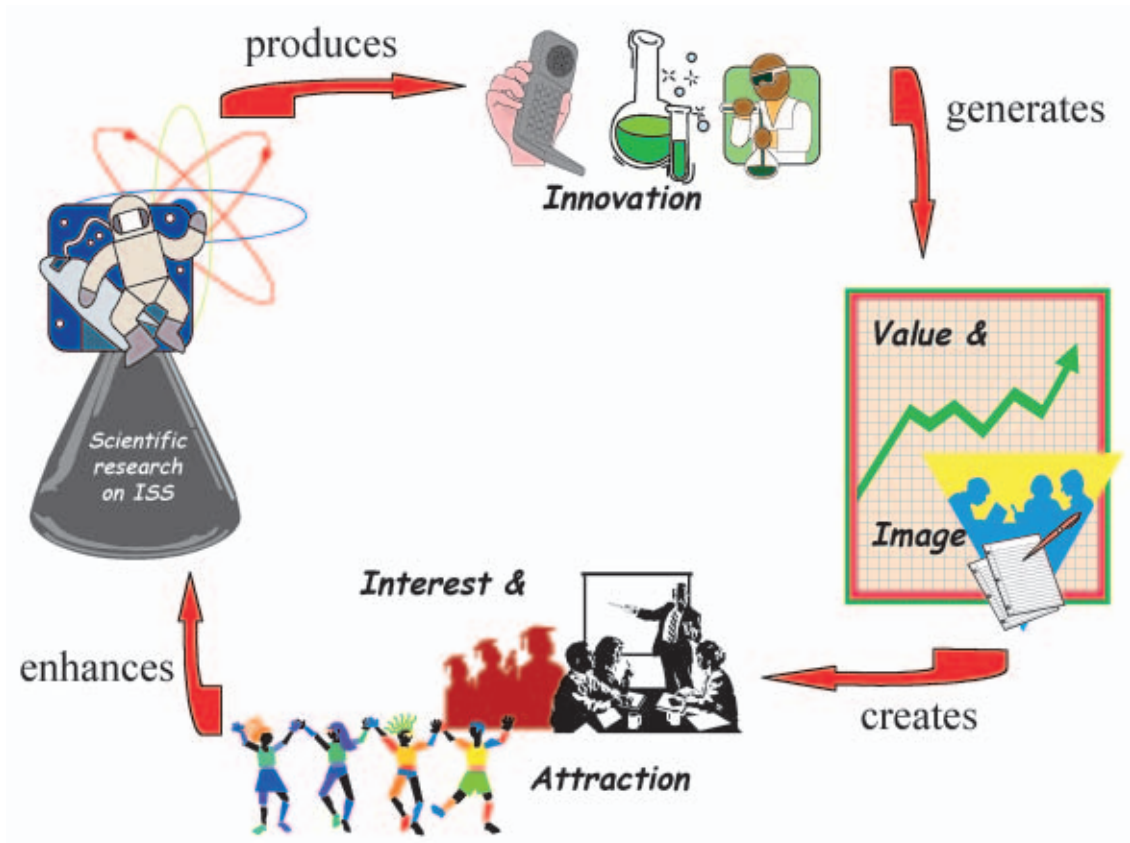 produces
Innovation
generates
Value &
Image
creates
Interest &
Attraction
enhances
Scientific
research
on ISS